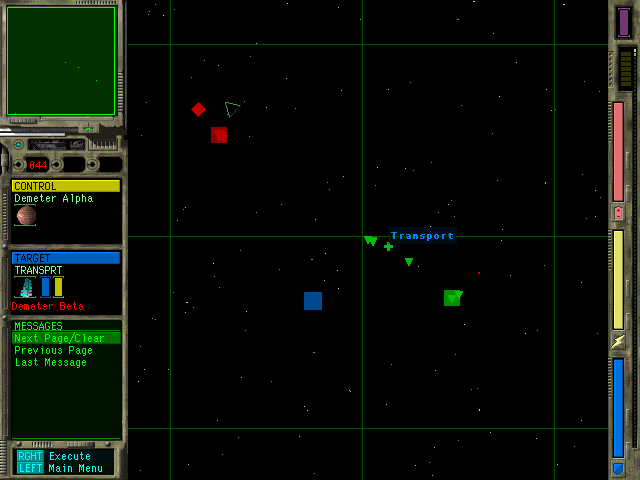 044
CONTROL
Demeter Alpha
TARGET
TRANSPRT
Demeter Beta
MESSAGES
Next Page/Clear
Previous Page
Last Message
RGHT Execute
LEFT Main Menu
Transport